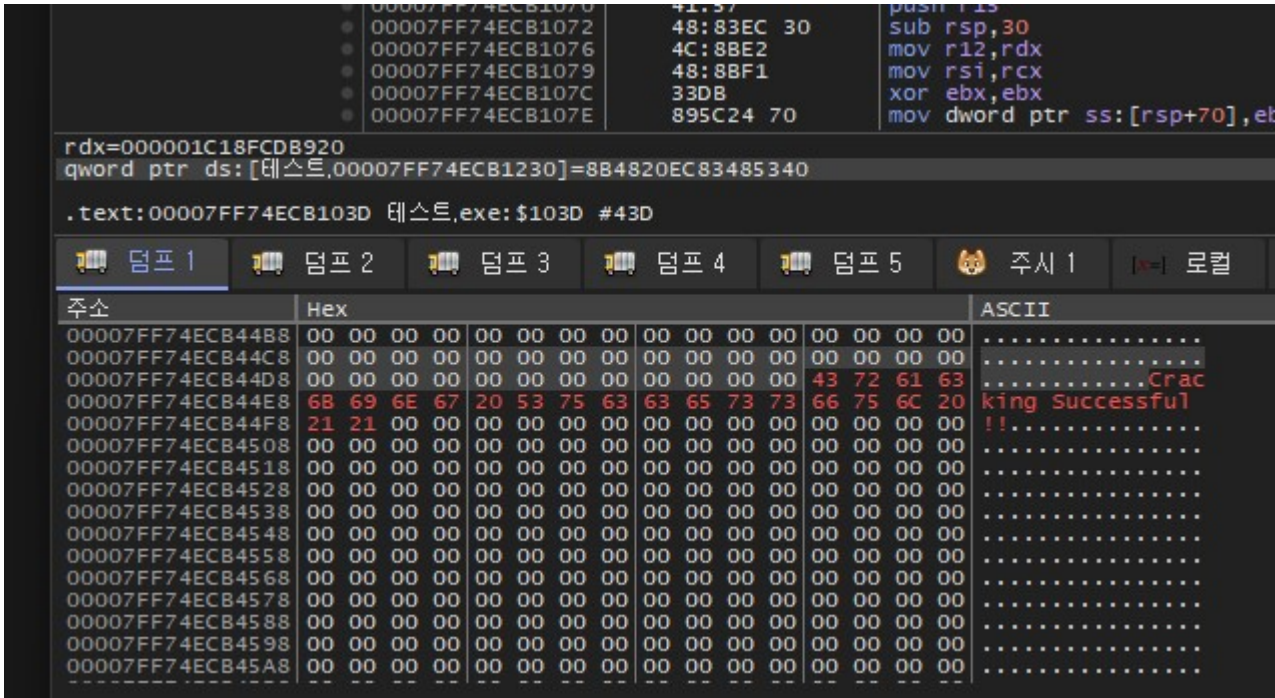 00007FF74ECB1070 41:57 push r15
00007FF74ECB1072 48:83EC 30 sub rsp,30
00007FF74ECB1076 4C:8BE2 mov r12,rdx
00007FF74ECB1079 48:8BF1 mov rsi,rcx
00007FF74ECB107C 33DB xor ebx,ebx
00007FF74ECB107E 895C24 70 mov dword ptr ss:[rsp+70],eb
rdx=000001C18FCDB920
qword ptr ds:[테스트.00007FF74ECB1230]=8B4820EC83485340
.text:00007FF74ECB103D 테스트.exe:$103D #43D
덤프 1 덤프 2 덤프 3 덤프 4 덤프 5 주시 1 [x=] 로컬
주소 Hex ASCII
00007FF74ECB44B8 00 00 00 00 00 00 00 00 00 00 00 00 00 00 00 00 ................
00007FF74ECB44C8 00 00 00 00 00 00 00 00 00 00 00 00 00 00 00 00 ................
00007FF74ECB44D8 00 00 00 00 00 00 00 00 00 00 00 00 43 72 61 63 ............Crac
00007FF74ECB44E8 6B 69 6E 67 20 53 75 63 63 65 73 73 66 75 6C 20 king Successful
00007FF74ECB44F8 21 21 00 00 00 00 00 00 00 00 00 00 00 00 00 00 !!..............
00007FF74ECB4508 00 00 00 00 00 00 00 00 00 00 00 00 00 00 00 00 ................
00007FF74ECB4518 00 00 00 00 00 00 00 00 00 00 00 00 00 00 00 00 ................
00007FF74ECB4528 00 00 00 00 00 00 00 00 00 00 00 00 00 00 00 00 ................
00007FF74ECB4538 00 00 00 00 00 00 00 00 00 00 00 00 00 00 00 00 ................
00007FF74ECB4548 00 00 00 00 00 00 00 00 00 00 00 00 00 00 00 00 ................
00007FF74ECB4558 00 00 00 00 00 00 00 00 00 00 00 00 00 00 00 00 ................
00007FF74ECB4568 00 00 00 00 00 00 00 00 00 00 00 00 00 00 00 00 ................
00007FF74ECB4578 00 00 00 00 00 00 00 00 00 00 00 00 00 00 00 00 ................
00007FF74ECB4588 00 00 00 00 00 00 00 00 00 00 00 00 00 00 00 00 ................
00007FF74ECB4598 00 00 00 00 00 00 00 00 00 00 00 00 00 00 00 00 ................
00007FF74ECB45A8 00 00 00 00 00 00 00 00 00 00 00 00 00 00 00 00 ................